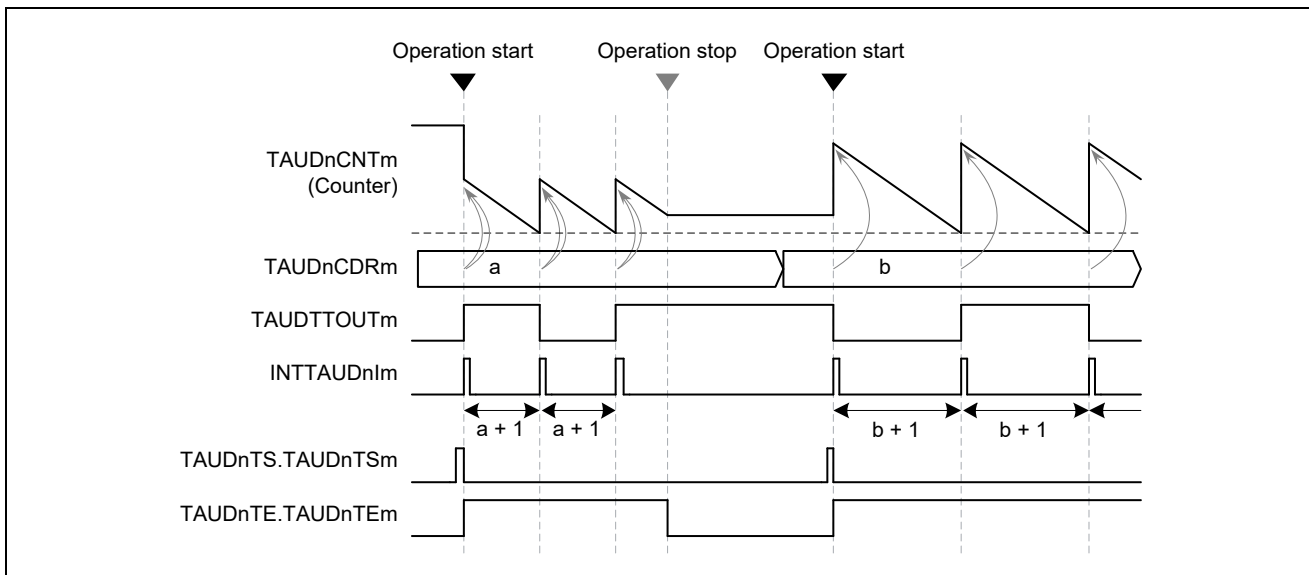 Operation start
Operation stop
Operation start
TAUDnCNTm
(Counter)
TAUDnCDRm
a
b
TAUDTTOUTm
INTTAUDnIm
a + 1
a + 1
b + 1
b + 1
TAUDnTS.TAUDnTSm
TAUDnTE.TAUDnTEm